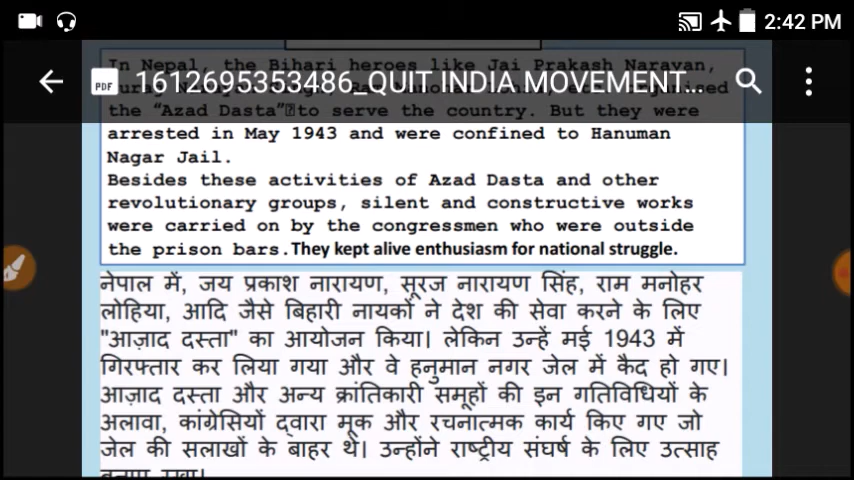 2:42 PM
1612695353486_QUIT INDIA MOVEMENT...
PDF
In Nepal, the Bihari heroes like Jai Prakash Narayan,
the “Azad Dasta” to serve the country. But they were
arrested in May 1943 and were confined to Hanuman
Nagar Jail.
Besides these activities of Azad Dasta and other
revolutionary groups, silent and constructive works
were carried on by the congressmen who were outside
the prison bars. They kept alive enthusiasm for national struggle.
नेपाल में, जय प्रकाश नारायण, सूरज नारायण सिंह, राम मनोहर
लोहिया, आदि जैसे बिहारी नायकों ने देश की सेवा करने के लिए
"आज़ाद दस्ता" का आयोजन किया। लेकिन उन्हें मई 1943 में
गिरफ्तार कर लिया गया और वे हनुमान नगर जेल में कैद हो गए।
आज़ाद दस्ता और अन्य क्रांतिकारी समूहों की इन गतिविधियों के
अलावा, कांग्रेसियों द्वारा मूक और रचनात्मक कार्य किए गए जो
जेल की सलाखों के बाहर थे। उन्होंने राष्ट्रीय संघर्ष के लिए उत्साह